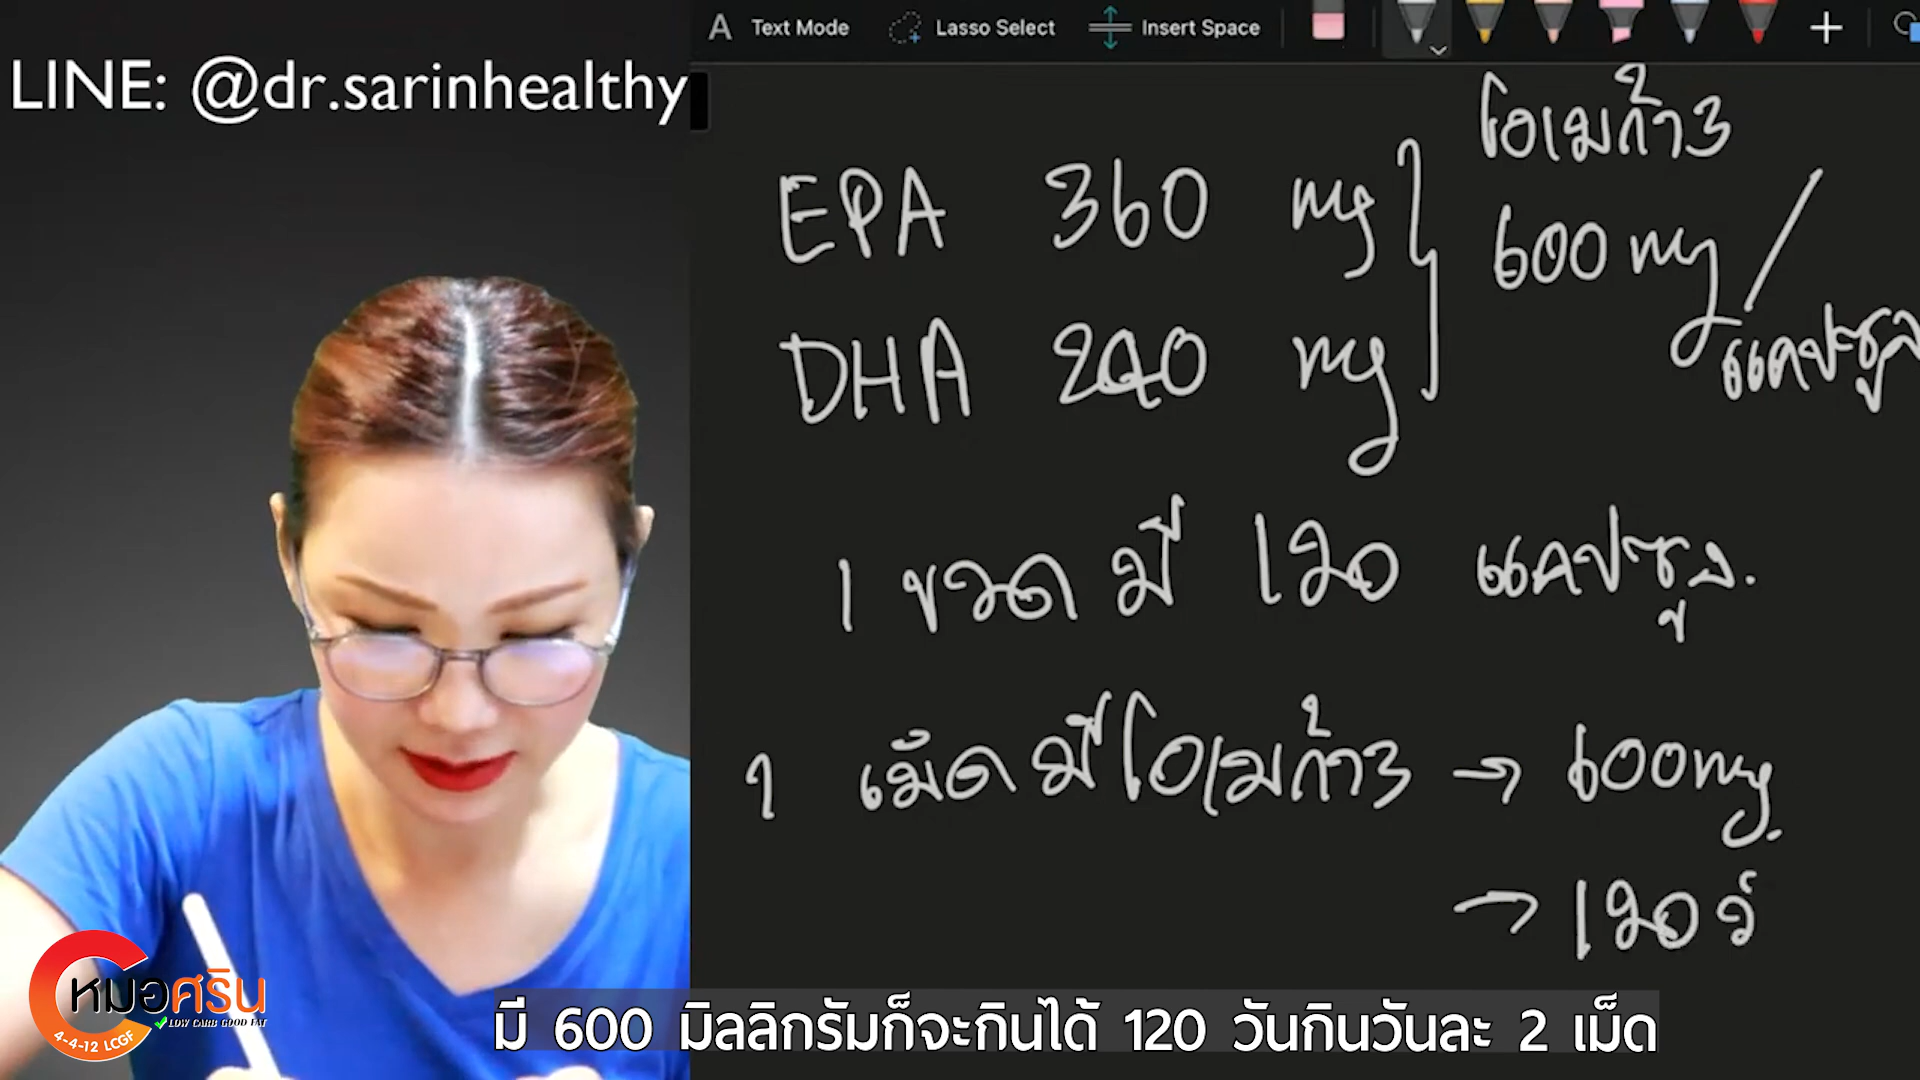 A Text Mode Lasso Select Insert Space
LINE: @dr.sarinhealthy
โอเมก้า3
EPA 360 mg
600 mg/
แคปซูล
DHA 240 mg
1 ขวด มี 120 แคปซูล.
1 เม็ด มีโอเมก้า3 → 600mg.
→ 120 วั
หมอศริน
LOW CARB GOOD FAT
4-4-12 LCGF
มี 600 มิลลิกรัมก็จะกินได้ 120 วันกินวันละ 2 เม็ด